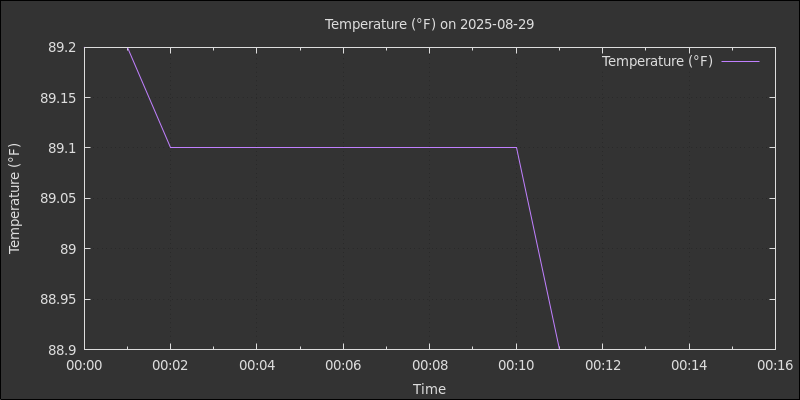 Temperature (°F) on 2025-08-29
Temperature (°F)
89.2
89.15
89.1
89.05
89
88.95
88.9
Temperature (°F)
00:00 00:02 00:04 00:06 00:08 00:10 00:12 00:14 00:16
Time